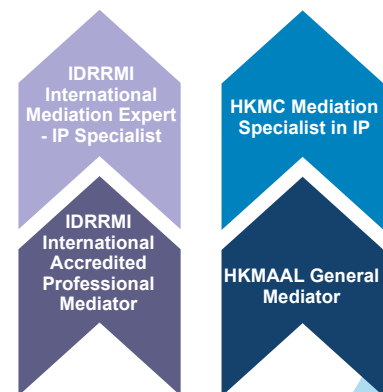 IDRRMI
International
Mediation Expert
- IP Specialist
HKMC Mediation
Specialist in IP
IDRRMI
International
Accredited
Professional
Mediator
HKMAAL General
Mediator